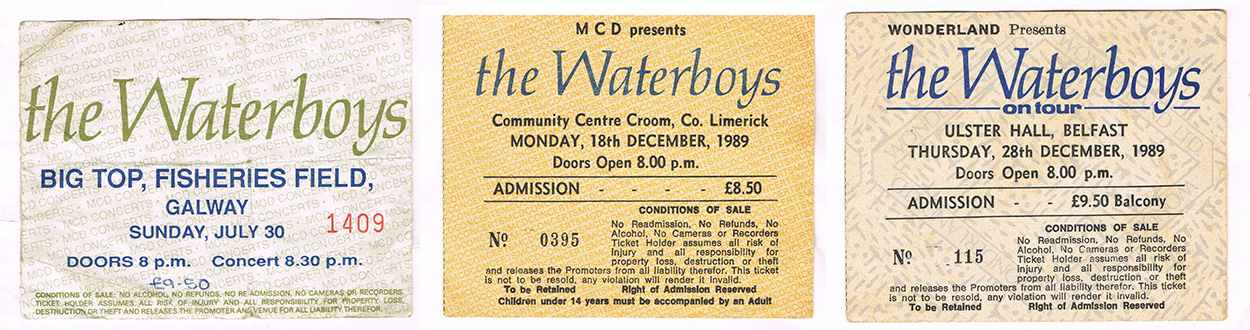 the Waterboys
BIG TOP, FISHERIES FIELD,
GALWAY
SUNDAY, JULY 30
1409
DOORS 8 p.m. Concert 8.30 p.m.
£9-50
CONDITIONS OF SALE: NO ALCOHOL, NO REFUNDS, NO RE ADMISSION, NO CAMERAS OR RECORDERS
TICKET HOLDER ASSUMES ALL RISK OF INJURY AND ALL RESPONSIBILITY FOR PROPERTY LOSS,
DESTRUCTION OR THEFT AND RELEASES THE PROMOTER AND VENUE FOR ALL LIABILITY THEREFOR.
MCD presents
the Waterboys
Community Centre Croom, Co. Limerick
MONDAY, 18th DECEMBER, 1989
Doors Open 8.00 p.m.
ADMISSION - - - - £8.50
CONDITIONS OF SALE
No Readmission, No Refunds, No
Alcohol, No Cameras or Recorders
Ticket Holder assumes all risk of
injury and all responsibility for
property loss, destruction or theft
Nº 0395
and releases the Promoters from all liability therefor. This ticket
is not to be resold, any violation will render it invalid.
To be Retained Right of Admission Reserved
Children under 14 years must be accompanied by an Adult
WONDERLAND Presents
the Waterboys
on tour
ULSTER HALL, BELFAST
THURSDAY, 28th DECEMBER, 1989
Doors Open 8.00 p.m.
ADMISSION - - £9.50 Balcony
CONDITIONS OF SALE
No Readmission, No Refunds, No
Alcohol, No Cameras or Recorders
Ticket Holder assumes all risk of
injury and all responsibility for
property loss, destruction or theft
Nº 115
and releases the Promoters from all liability therefor. This ticket
is not to be resold, any violation will render it invalid.
To be Retained Right of Admission Reserved